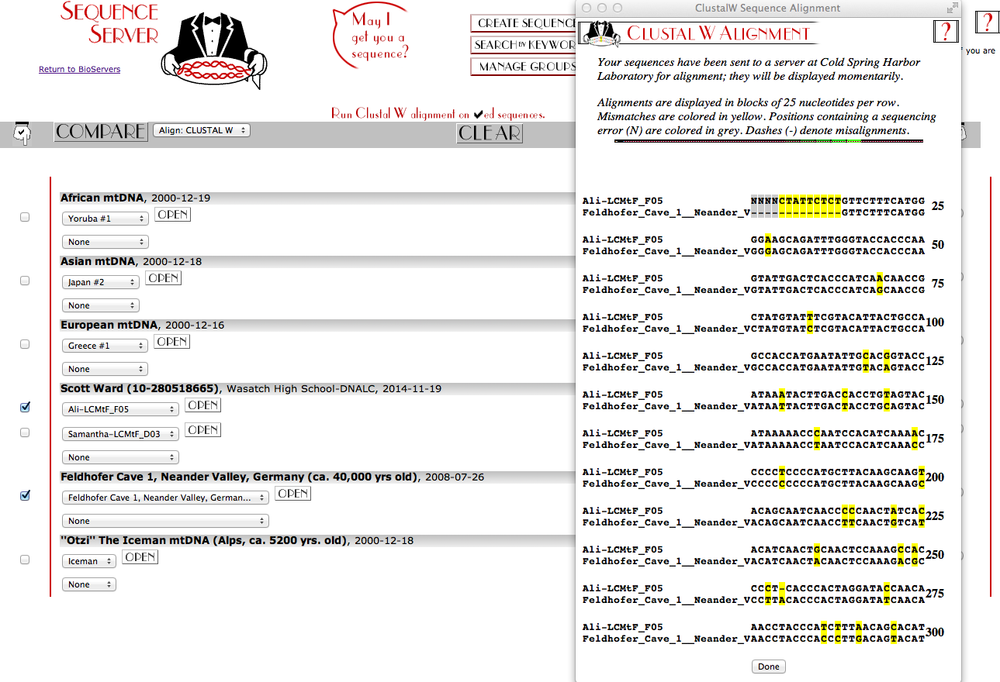 SEQUENCE
SERVER
Return to BioServers
May I
get you a
sequence?
CREATE SEQUENC
SEARCH BY KEYWOR
MANAGE GROUPS
?
you are
Run Clustal W alignment on ✔ed sequences.
COMPARE
Align: CLUSTAL W
CLEAR
African mtDNA, 2000-12-19
Yoruba #1
OPEN
None
Asian mtDNA, 2000-12-18
Japan #2
OPEN
None
European mtDNA, 2000-12-16
Greece #1
OPEN
None
Scott Ward (10-280518665), Wasatch High School-DNALC, 2014-11-19
Ali-LCMtF_F05
OPEN
Samantha-LCMtF_D03
OPEN
None
Feldhofer Cave 1, Neander Valley, Germany (ca. 40,000 yrs old), 2008-07-26
Feldhofer Cave 1, Neander Valley, German...
OPEN
None
"Otzi" The Iceman mtDNA (Alps, ca. 5200 yrs. old), 2000-12-18
Iceman
OPEN
None
ClustalW Sequence Alignment
CLUSTAL W ALIGNMENT
?
Your sequences have been sent to a server at Cold Spring Harbor
Laboratory for alignment; they will be displayed momentarily.
Alignments are displayed in blocks of 25 nucleotides per row.
Mismatches are colored in yellow. Positions containing a sequencing
error (N) are colored in grey. Dashes (-) denote misalignments.
Ali-LCMtF_F05 NNNNCTATTCTCTGTTCTTTCATGG 25
Feldhofer_Cave_1__Neander_V-------------GTTCTTTCATGG
Ali-LCMtF_F05 GGAAGCAGATTTGGGTACCACCCAA 50
Feldhofer_Cave_1__Neander_VGGGAGCAGATTTGGGTACCACCCAA
Ali-LCMtF_F05 GTATTGACTCACCCATCAACAACCG 75
Feldhofer_Cave_1__Neander_VGTATTGACTCACCCATCAGCAACCG
Ali-LCMtF_F05 CTATGTATTTCGTACATTACTGCCA 100
Feldhofer_Cave_1__Neander_VCTATGTATCTCGTACATTACTGCCA
Ali-LCMtF_F05 GCCACCATGAATATTGCACGGTACC 125
Feldhofer_Cave_1__Neander_VGCCACCATGAATATTGTACAGTACC
Ali-LCMtF_F05 ATAAATACTTGACCACCTGTAGTAC 150
Feldhofer_Cave_1__Neander_VATAATTACTTGACTACCTGCAGTAC
Ali-LCMtF_F05 ATAAAAACCCAATCCACATCAAAAC 175
Feldhofer_Cave_1__Neander_VATAAAAACCTAATCCACATCAAACC
Ali-LCMtF_F05 CCCCTCCCCATGCTTACAAGCAAGT 200
Feldhofer_Cave_1__Neander_VCCCCCCCCCATGCTTACAAGCAAGC
Ali-LCMtF_F05 ACAGCAATCAACCCCCAACTATCAC 225
Feldhofer_Cave_1__Neander_VACAGCAATCAACCTTCAACTGTCAT
Ali-LCMtF_F05 ACATCAACTGCAACTCCAAAGCCAC 250
Feldhofer_Cave_1__Neander_VACATCAACTACAACTCCAAAGACGC
Ali-LCMtF_F05 CCCCT-CACCCACTAGGATACCAACA 275
Feldhofer_Cave_1__Neander_VCCTTACACCCACTAGGATATCAACA
Ali-LCMtF_F05 AACCTACCCATCTTTAACAGCACAT 300
Feldhofer_Cave_1__Neander_VAACCTACCCACCCTTGACAGTACAT
Done
?